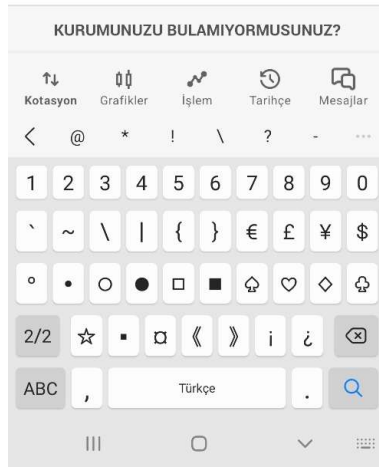 KURUMUNUZU BULAMIYORMUSUNUZ?
Kotasyon Grafikler İşlem Tarihçe Mesajlar
@ * ! \ ? - ...
1 2 3 4 5 6 7 8 9 0
` ~ \ | { } € £ ¥ $
° • ○ ● □ ■ ♤ ♡ ◇ ♧
2/2 ☆ ▪ ¤ 《 》 ¡ ¿
ABC , Türkçe .